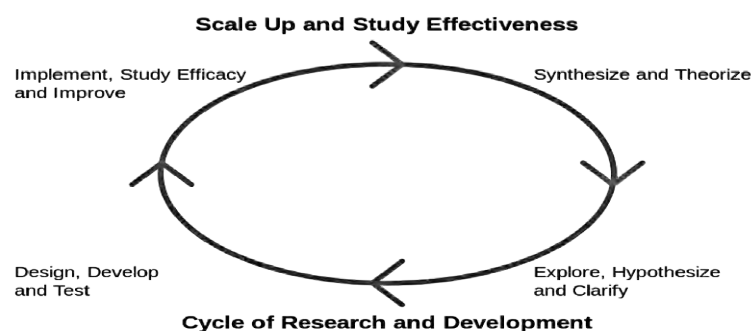 Scale Up and Study Effectiveness
Implement, Study Efficacy
and Improve
Synthesize and Theorize
Design, Develop
and Test
Explore, Hypothesize
and Clarify
Cycle of Research and Development